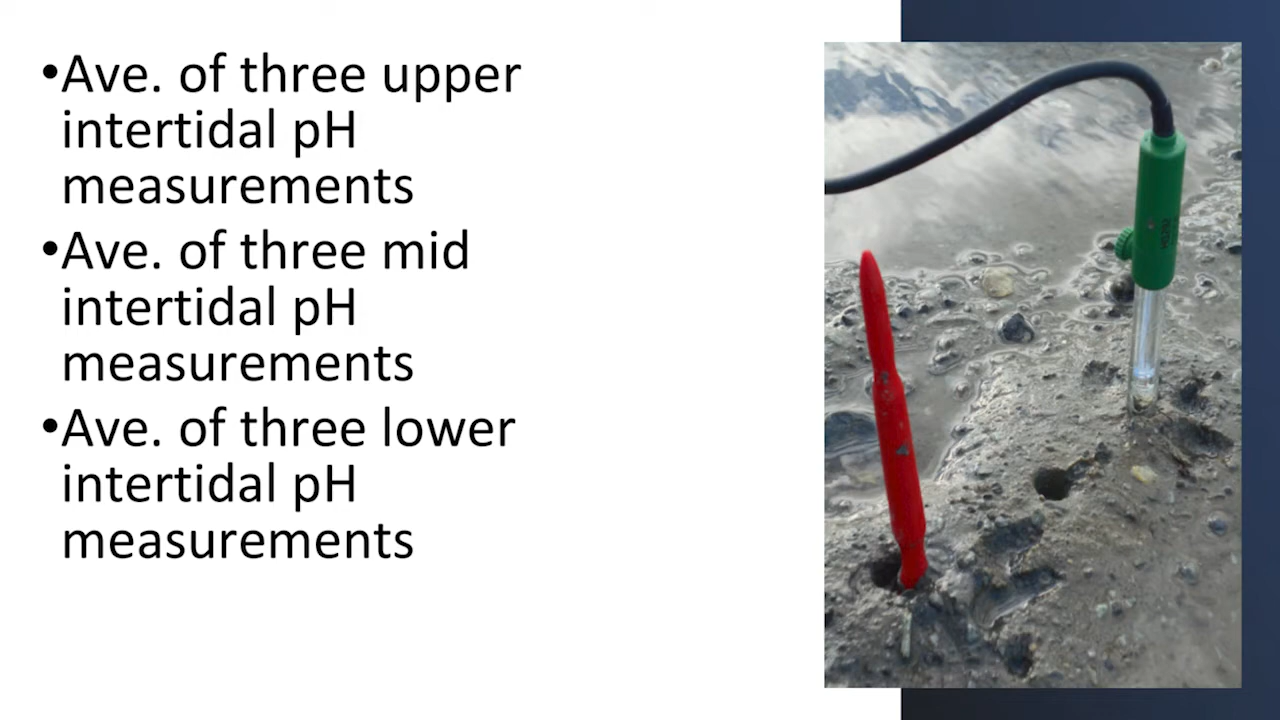 •Ave. of three upper
intertidal pH
measurements
•Ave. of three mid
intertidal pH
measurements
•Ave. of three lower
intertidal pH
measurements